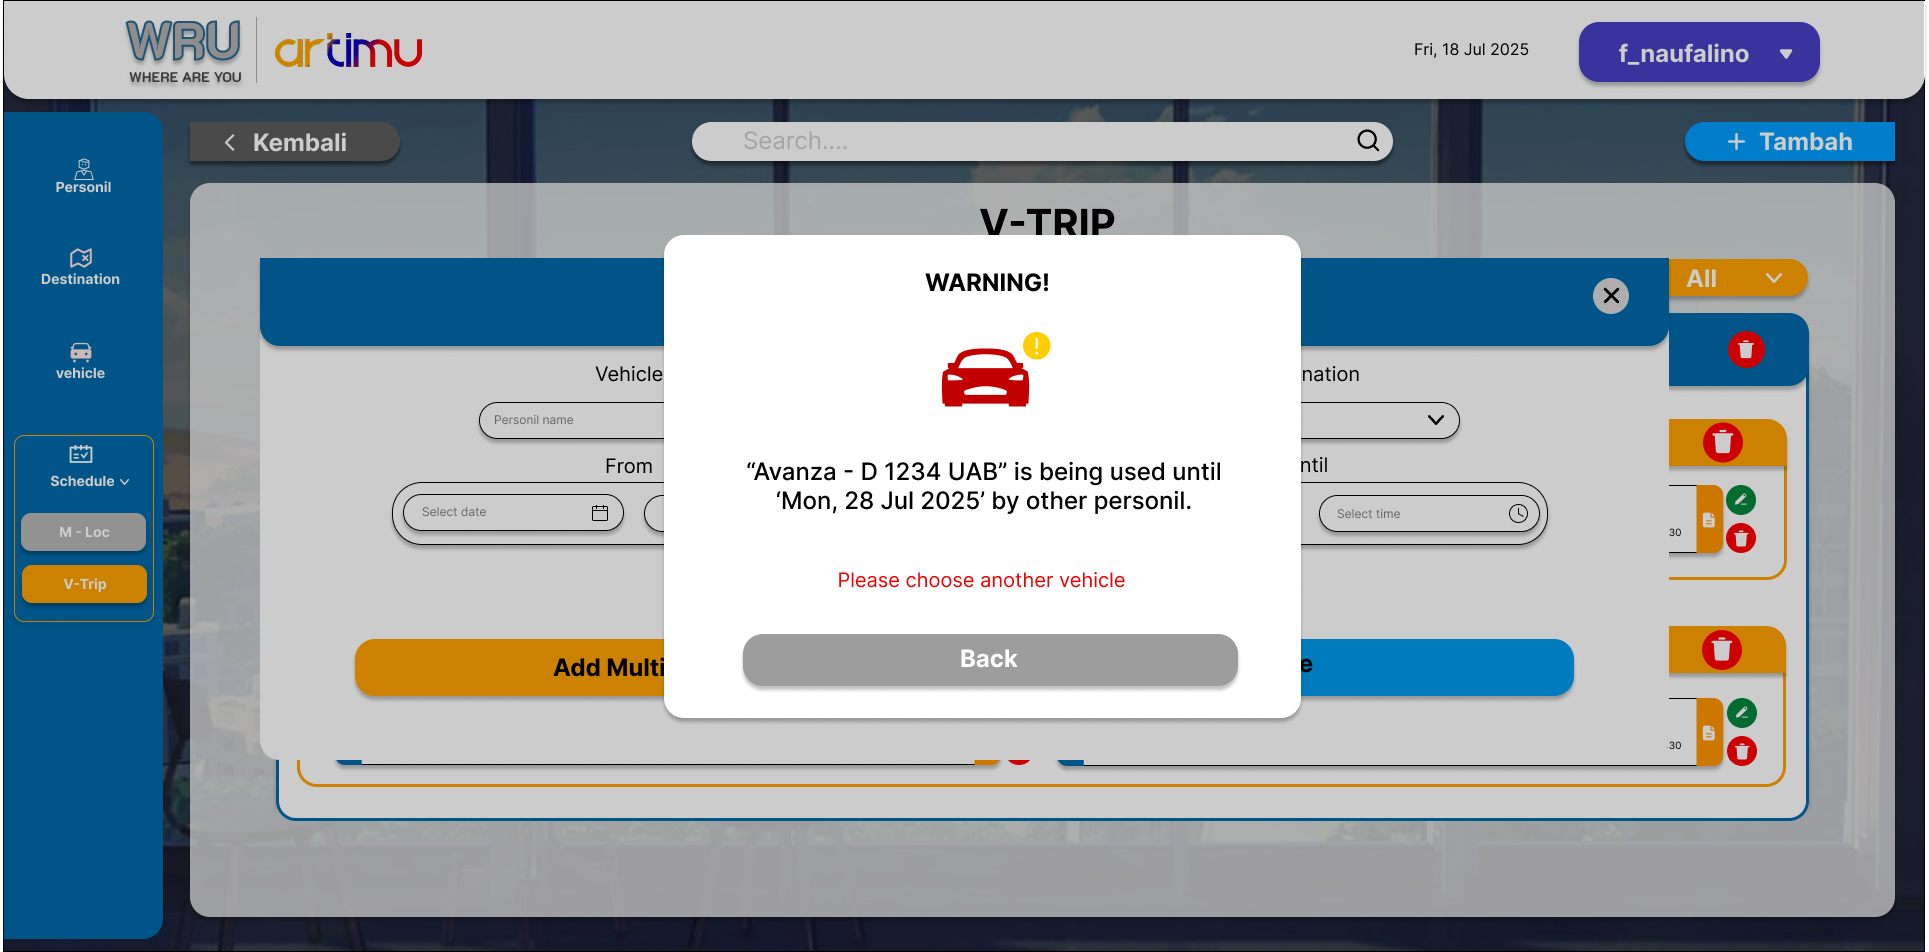 WRU
WHERE ARE YOU
artimu
Fri, 18 Jul 2025
f_naufalino
Kembali
Search....
+ Tambah
Personil
Destination
vehicle
Schedule
M - Loc
V-Trip
V-TRIP
All
WARNING!
Vehicle
nation
Personil name
From
ntil
Select date
Select time
“Avanza - D 1234 UAB” is being used until
‘Mon, 28 Jul 2025’ by other personil.
Please choose another vehicle
Add Multi
e
Back
30
30